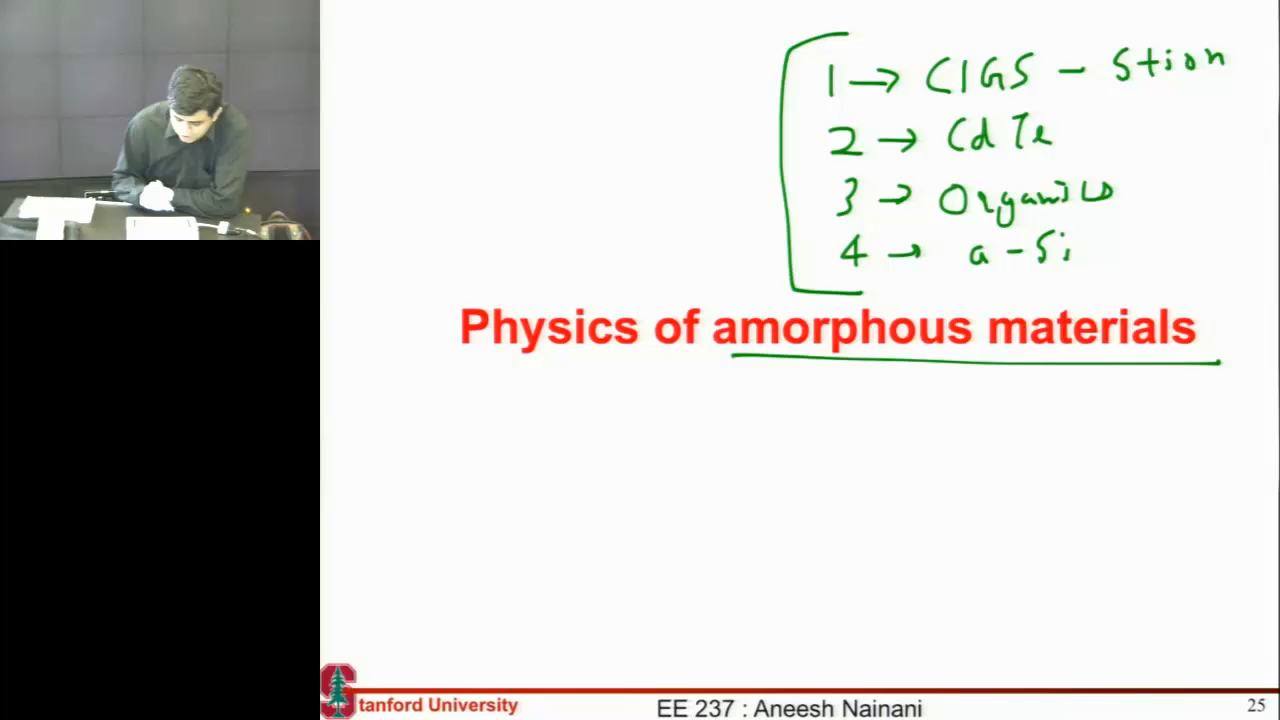 1 → CIGS - Stion
2 → CdTe
3 → Organics
4 → a-Si
Physics of amorphous materials
Stanford University
EE 237 : Aneesh Nainani
25